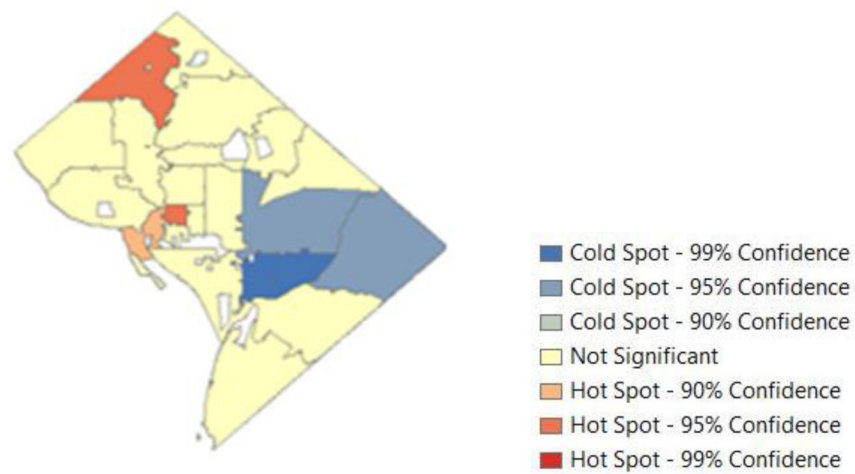 Cold Spot - 99% Confidence
Cold Spot - 95% Confidence
Cold Spot - 90% Confidence
Not Significant
Hot Spot - 90% Confidence
Hot Spot - 95% Confidence
Hot Spot - 99% Confidence